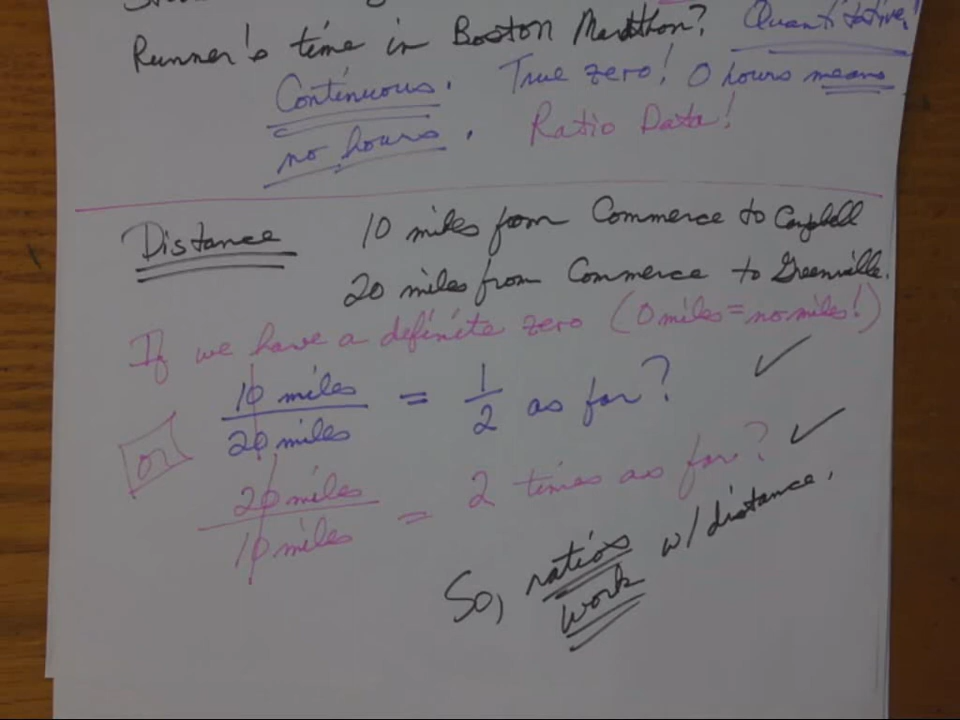 Runner's time in Boston Marathon? Quantitative!
Continuous. True zero! 0 hours means
no hours. Ratio Data!
Distance 10 miles from Commerce to Campbell
20 miles from Commerce to Greenville.
If we have a definite zero (0 miles = no miles!)
10 miles / 20 miles = 1/2 as far? ✓
or
20 miles / 10 miles = 2 times as far? ✓
So, ratios work w/ distance.